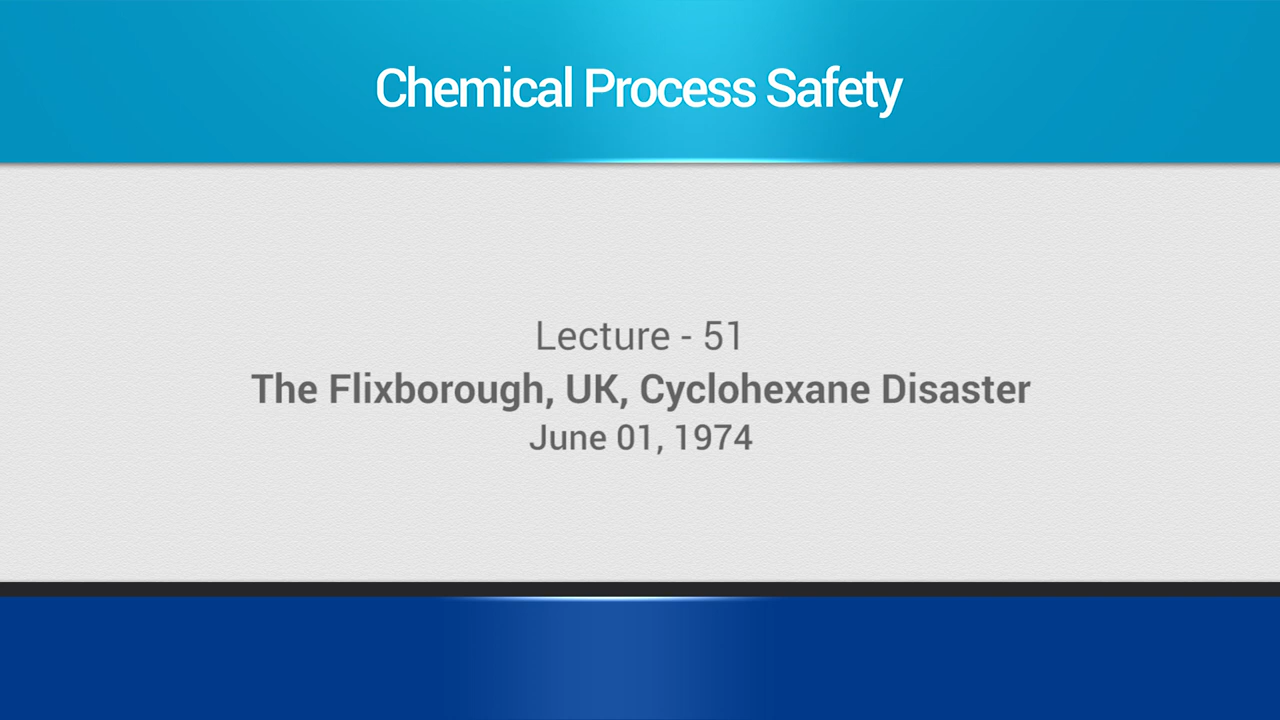 Chemical Process Safety
Lecture - 51
The Flixborough, UK, Cyclohexane Disaster
June 01, 1974